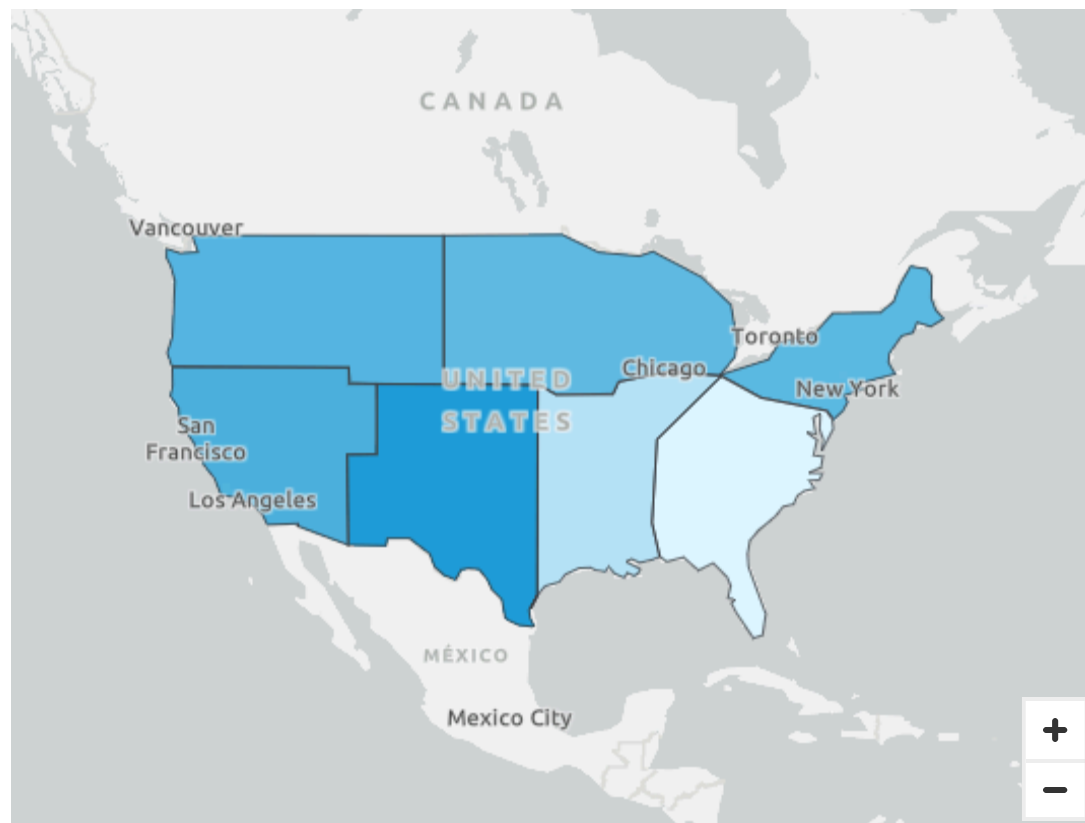 CANADA
Vancouver
Toronto
Chicago
UNITED
STATES
New York
San
Francisco
Los Angeles
MÉXICO
Mexico City
+
−